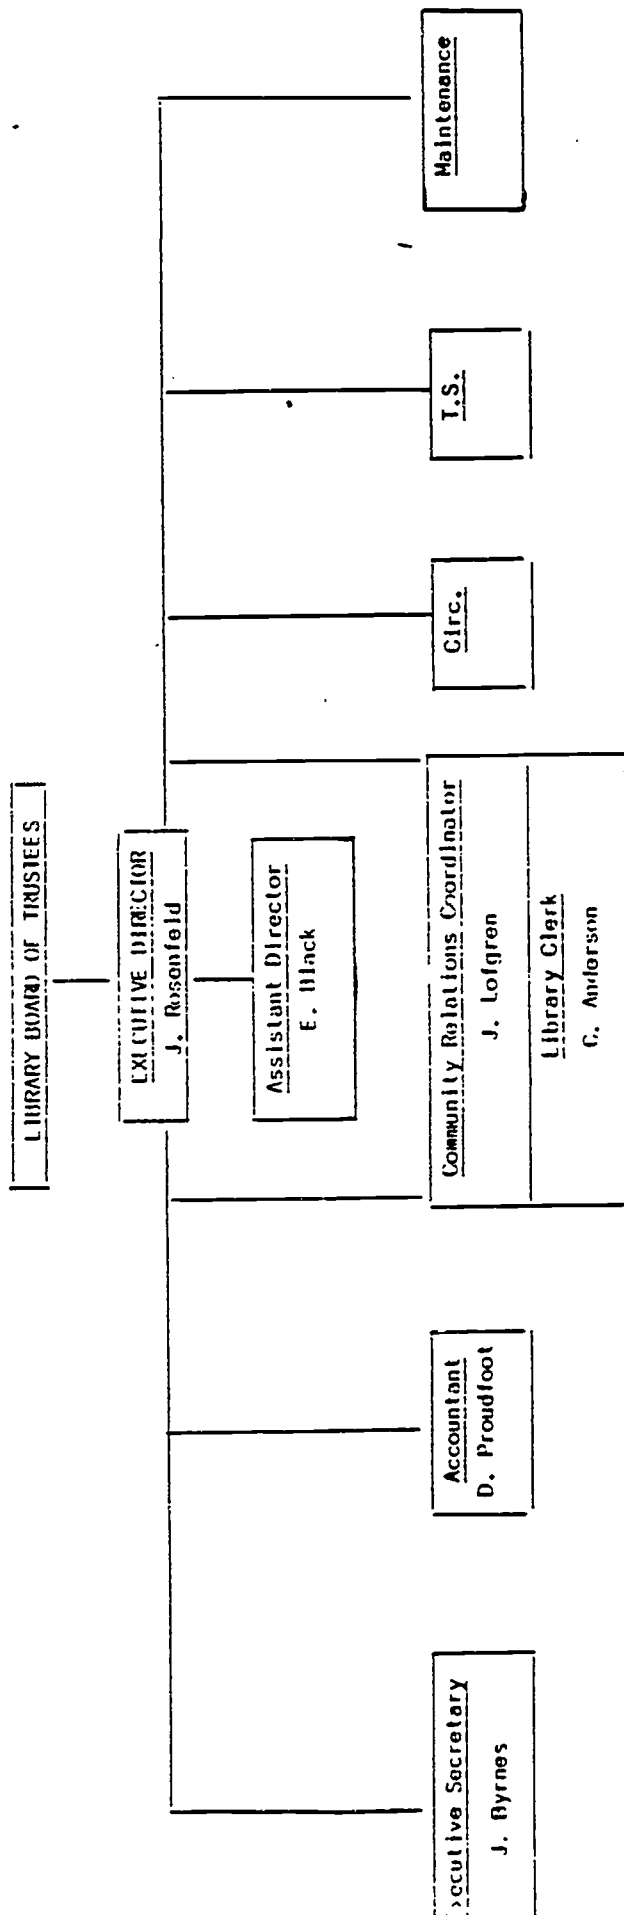 LIBRARY BOARD OF TRUSTEES
EXECUTIVE DIRECTOR
J. Rosenfeld
Assistant Director
E. Black
ecutive Secretary
J. Byrnes
Accountant
D. Proudfoot
Community Relations Coordinator
J. Lofgren
Library Clerk
C. Anderson
Circ.
T.S.
Maintenance